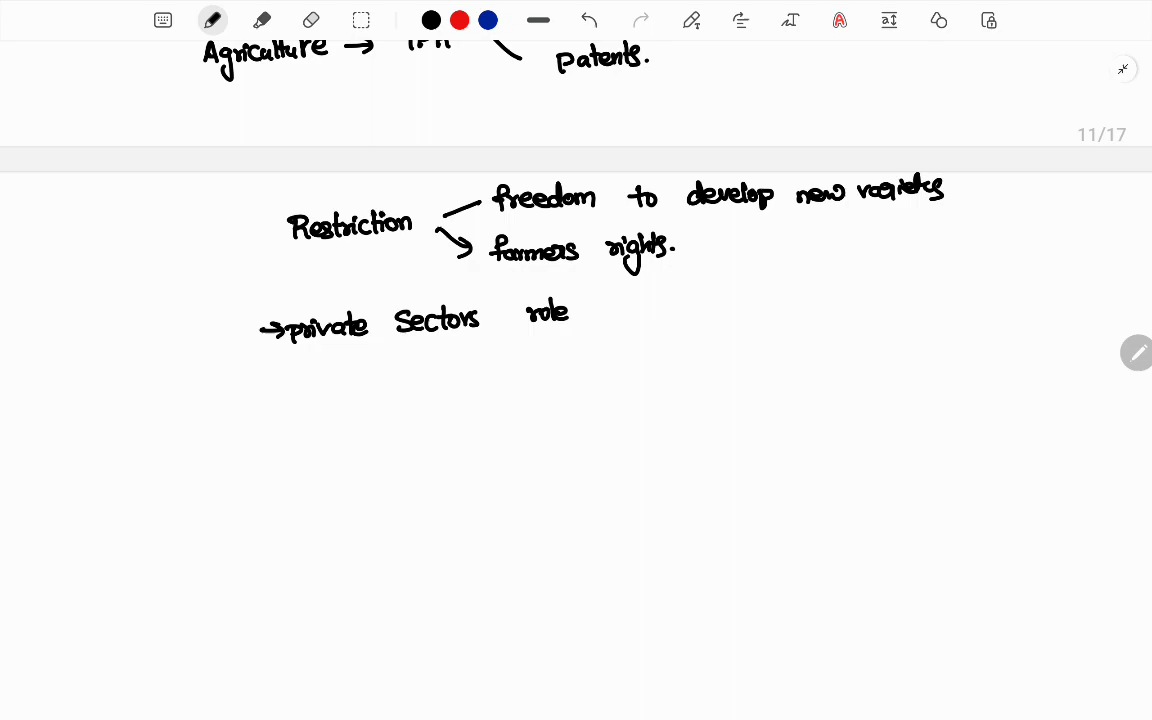 Agriculture →
Patents.
11/17
freedom to develop new varieties
Restriction
farmers rights.
→ private Sectors role